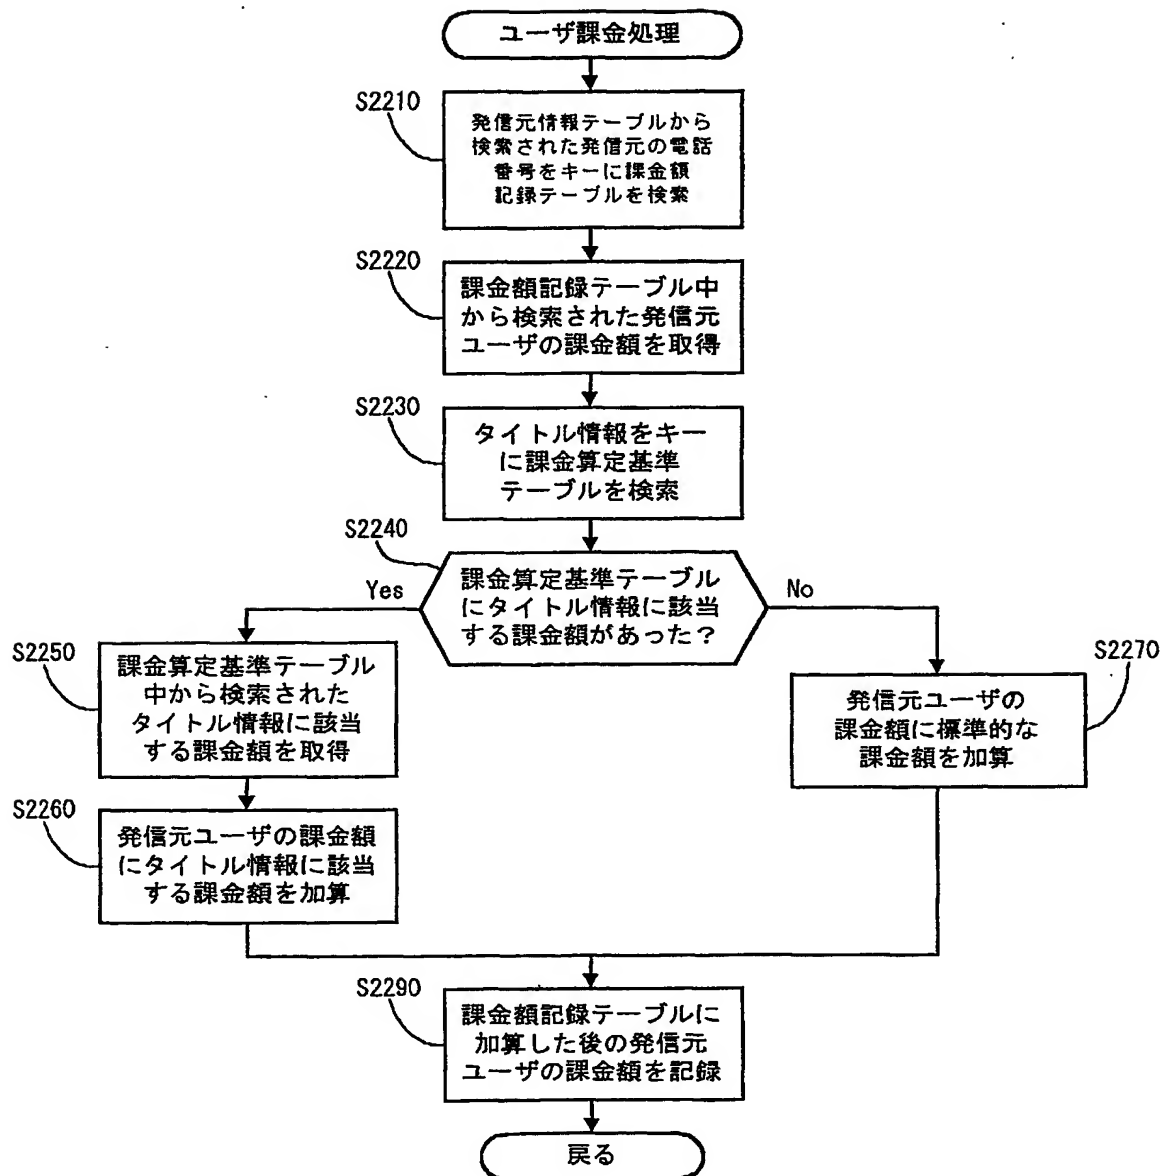 ユーザ課金処理
S2210
発信元情報テーブルから
検索された発信元の電話
番号をキーに課金額
記録テーブルを検索
S2220
課金額記録テーブル中
から検索された発信元
ユーザの課金額を取得
S2230
タイトル情報をキー
に課金算定基準
テーブルを検索
S2240
課金算定基準テーブル
にタイトル情報に該当
する課金額があった?
Yes
No
S2250
課金算定基準テーブル
中から検索された
タイトル情報に該当
する課金額を取得
S2270
発信元ユーザの
課金額に標準的な
課金額を加算
S2260
発信元ユーザの課金額
にタイトル情報に該当
する課金額を加算
S2290
課金額記録テーブルに
加算した後の発信元
ユーザの課金額を記録
戻る